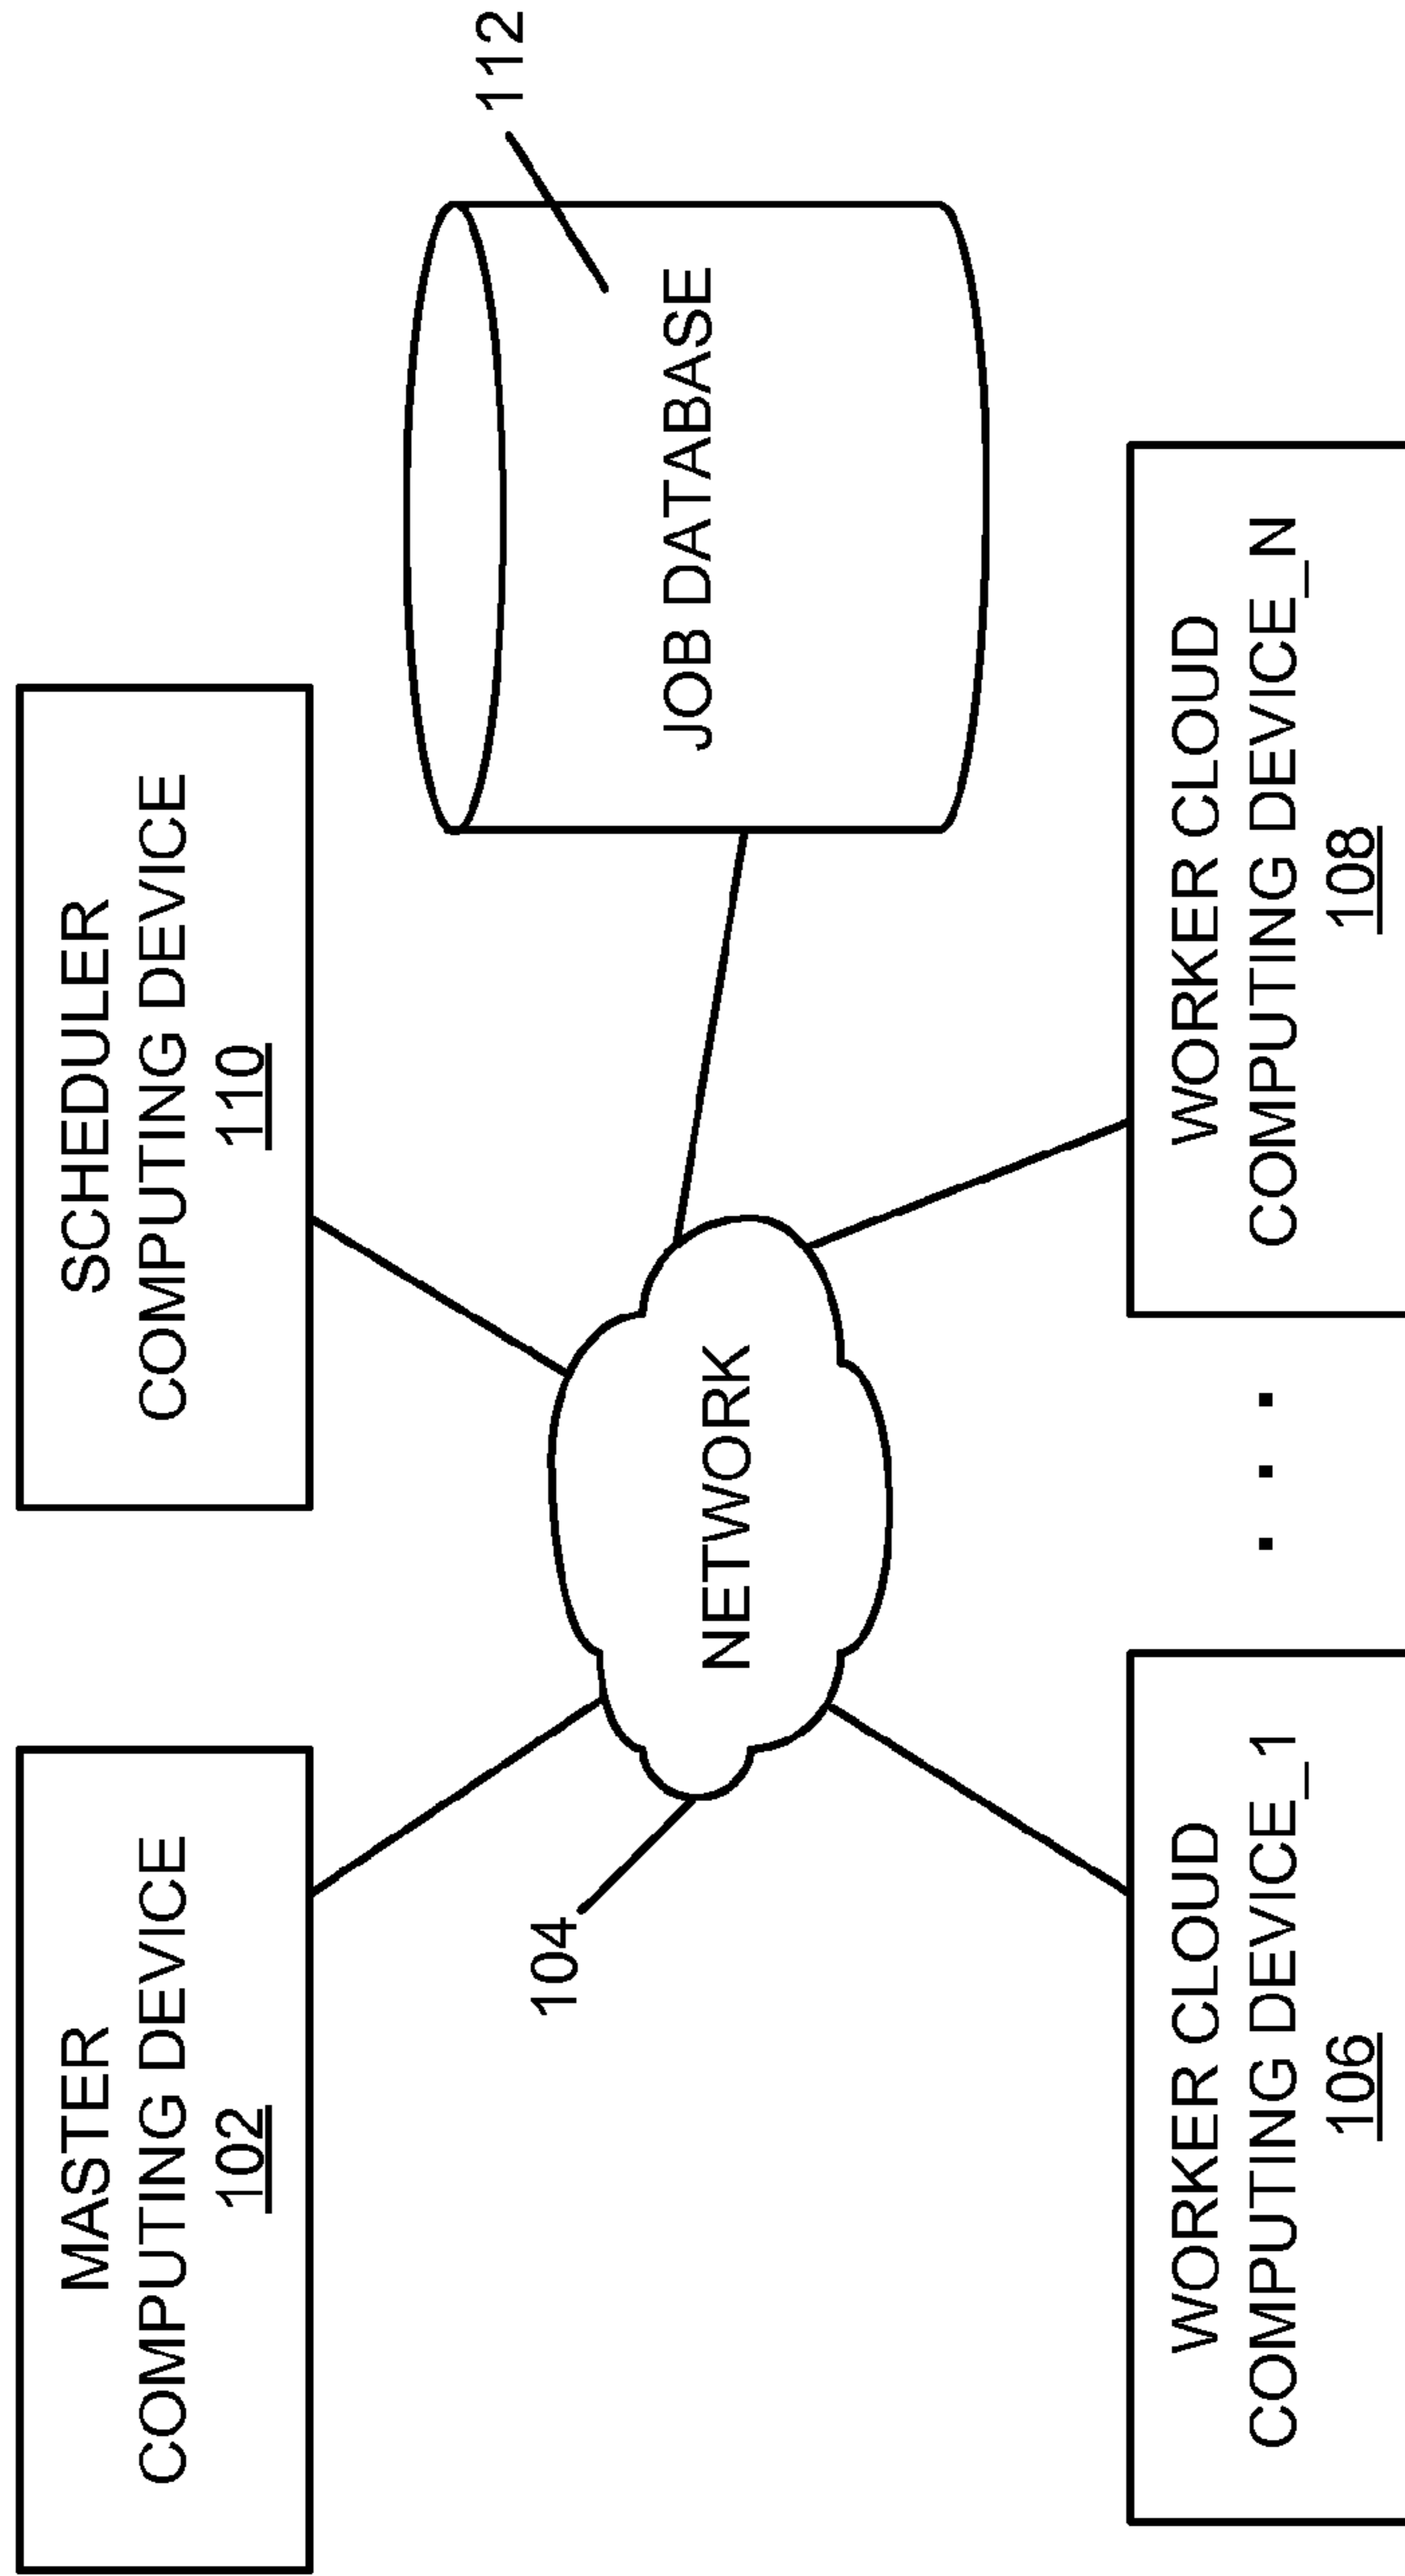 MASTER
COMPUTING DEVICE
102
SCHEDULER
COMPUTING DEVICE
110
104
NETWORK
JOB DATABASE
112
WORKER CLOUD
COMPUTING DEVICE_1
106
. . .
WORKER CLOUD
COMPUTING DEVICE_N
108